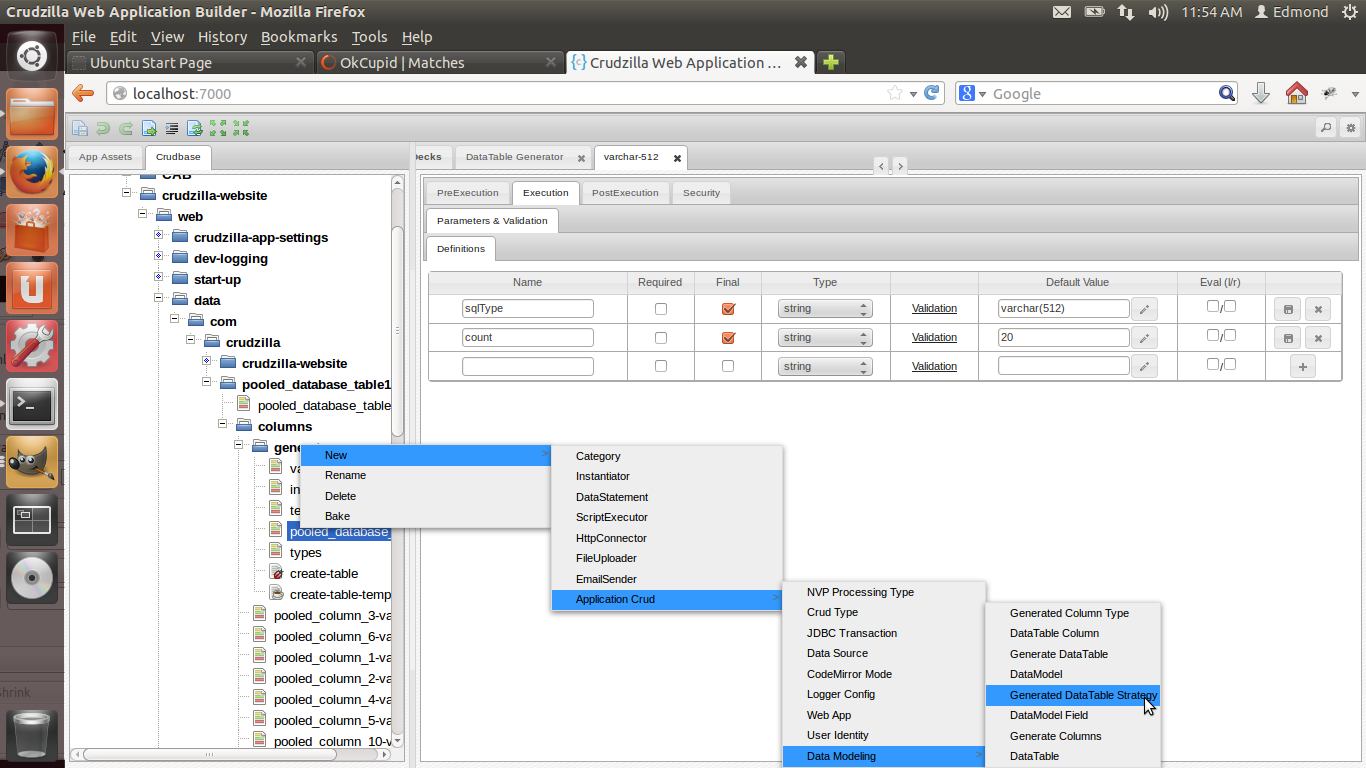 Crudzilla Web Application Builder - Mozilla Firefox
11:54 AM Edmond
File Edit View History Bookmarks Tools Help
Ubuntu Start Page
OkCupid | Matches
{c} Crudzilla Web Application ...
localhost:7000
Google
App Assets Crudbase
DataTable Generator
varchar-512
crudzilla-website
web
crudzilla-app-settings
dev-logging
start-up
data
com
crudzilla
crudzilla-website
pooled_database_table1
pooled_database_table
columns
types
create-table
create-table-temp
pooled_database_
pooled_column_3-va
pooled_column_6-va
pooled_column_1-va
pooled_column_2-va
pooled_column_4-va
pooled_column_5-va
pooled_column_10-v
PreExecution Execution PostExecution Security
Parameters & Validation
Definitions
Name Required Final Type Default Value Eval (l/r)
sqlType string Validation varchar(512) /
count string Validation 20 /
string Validation /
New
Rename
Delete
Bake
Category
Instantiator
DataStatement
ScriptExecutor
HttpConnector
FileUploader
EmailSender
Application Crud
NVP Processing Type
Crud Type
JDBC Transaction
Data Source
CodeMirror Mode
Logger Config
Web App
User Identity
Data Modeling
Generated Column Type
DataTable Column
Generate DataTable
DataModel
Generated DataTable Strategy
DataModel Field
Generate Columns
DataTable